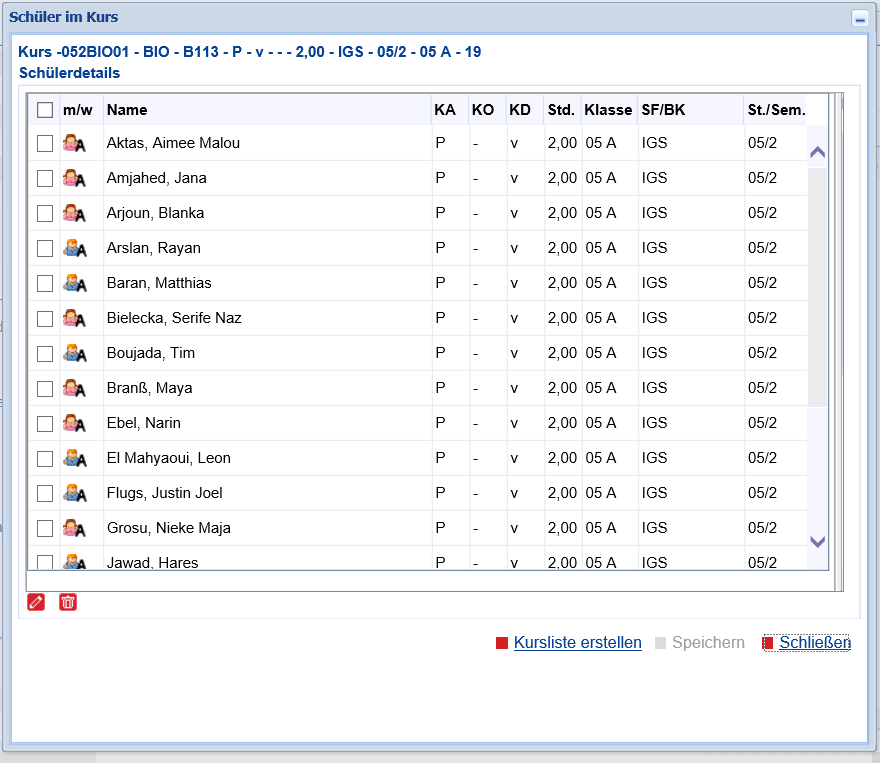 Schüler im Kurs
Kurs -052BIO01 - BIO - B113 - P - v - - - 2,00 - IGS - 05/2 - 05 A - 19
Schülerdetails
m/w Name KA KO KD Std. Klasse SF/BK St./Sem.
A Aktas, Aimee Malou P - v 2,00 05 A IGS 05/2
A Amjahed, Jana P - v 2,00 05 A IGS 05/2
A Arjoun, Blanka P - v 2,00 05 A IGS 05/2
A Arslan, Rayan P - v 2,00 05 A IGS 05/2
A Baran, Matthias P - v 2,00 05 A IGS 05/2
A Bielecka, Serife Naz P - v 2,00 05 A IGS 05/2
A Boujada, Tim P - v 2,00 05 A IGS 05/2
A Branß, Maya P - v 2,00 05 A IGS 05/2
A Ebel, Narin P - v 2,00 05 A IGS 05/2
A El Mahyaoui, Leon P - v 2,00 05 A IGS 05/2
A Flugs, Justin Joel P - v 2,00 05 A IGS 05/2
A Grosu, Nieke Maja P - v 2,00 05 A IGS 05/2
A Jawad, Hares P - v 2,00 05 A IGS 05/2
Kursliste erstellen Speichern Schließen